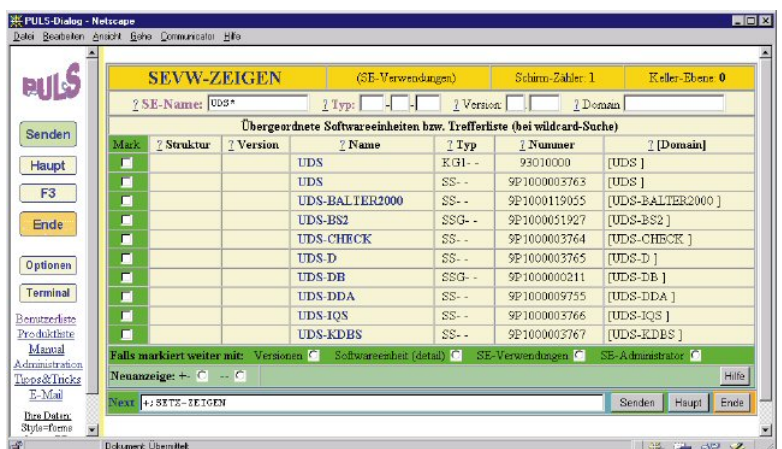 PULS-Dialog - Netscape
Datei Bearbeiten Ansicht Gehe Communicator Hilfe
PULS
Senden
Haupt
F3
Ende
Optionen
Terminal
Benutzerliste
Produktliste
Manual
Administration
Tipps&Tricks
E-Mail
Ihre Daten:
Style=forms
SEVW-ZEIGEN (SE-Verwendungen) Schirm-Zähler: 1 Keller-Ebene: 0
? SE-Name: UDS* ? Typ: - - ? Version: . ? Domain
Übergeordnete Softwareeinheiten bzw. Trefferliste (bei wildcard-Suche)
Mark ? Struktur ? Version ? Name ? Typ ? Nummer ? [Domain]
UDS KG1- - 93010000 [UDS ]
UDS SS- - 9P1000003763 [UDS ]
UDS-BALTER2000 SS- - 9P1000119055 [UDS-BALTER2000 ]
UDS-BS2 SSG- - 9P1000051927 [UDS-BS2 ]
UDS-CHECK SS- - 9P1000003764 [UDS-CHECK ]
UDS-D SS- - 9P1000003765 [UDS-D ]
UDS-DB SSG- - 9P1000000211 [UDS-DB ]
UDS-DDA SS- - 9P1000009755 [UDS-DDA ]
UDS-IQS SS- - 9P1000003766 [UDS-IQS ]
UDS-KDBS SS- - 9P1000003767 [UDS-KDBS ]
Falls markiert weiter mit: Versionen Softwareeinheit (detail) SE-Verwendungen SE-Administrator
Neuanzeige: +- -- Hilfe
Next +;SETX-ZEIGEN Senden Haupt Ende
Dokument: Übermittelt